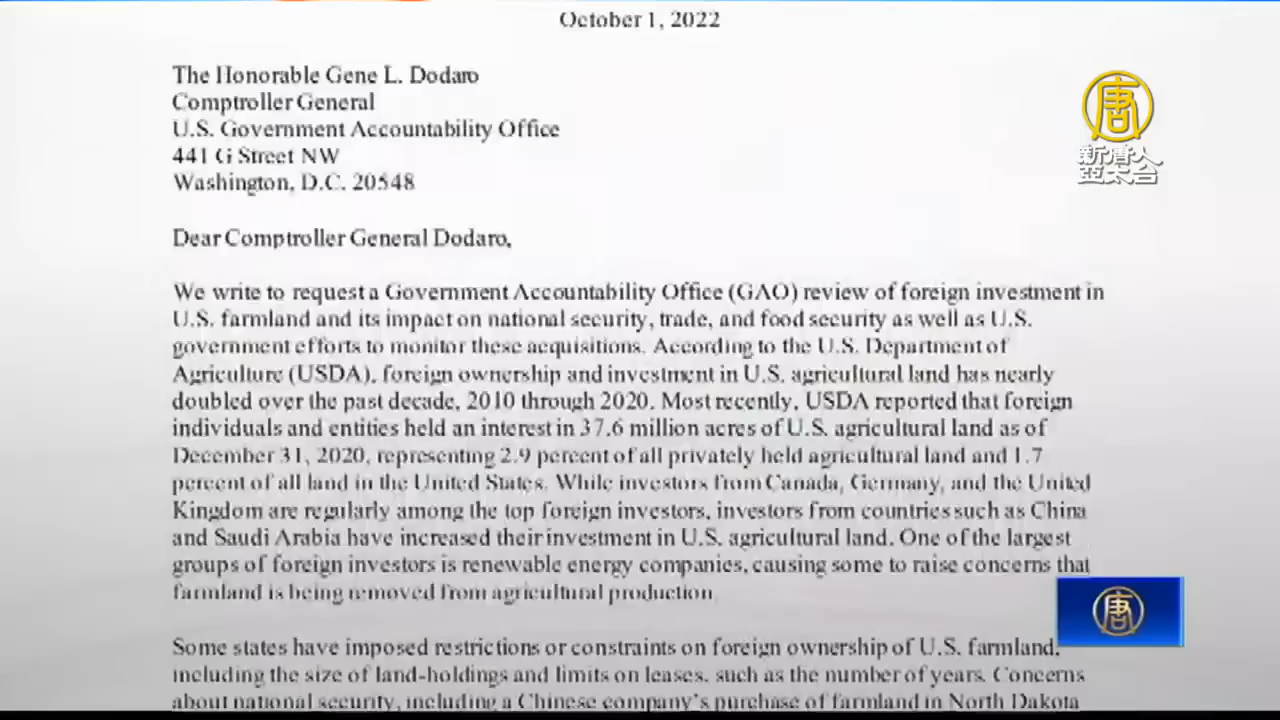 October 1, 2022
The Honorable Gene L. Dodaro
Comptroller General
U.S. Government Accountability Office
441 G Street NW
Washington, D.C. 20548
Dear Comptroller General Dodaro,
We write to request a Government Accountability Office (GAO) review of foreign investment in
U.S. farmland and its impact on national security, trade, and food security as well as U.S.
government efforts to monitor these acquisitions. According to the U.S. Department of
Agriculture (USDA), foreign ownership and investment in U.S. agricultural land has nearly
doubled over the past decade, 2010 through 2020. Most recently, USDA reported that foreign
individuals and entities held an interest in 37.6 million acres of U.S. agricultural land as of
December 31, 2020, representing 2.9 percent of all privately held agricultural land and 1.7
percent of all land in the United States. While investors from Canada, Germany, and the United
Kingdom are regularly among the top foreign investors, investors from countries such as China
and Saudi Arabia have increased their investment in U.S. agricultural land. One of the largest
groups of foreign investors is renewable energy companies, causing some to raise concerns that
farmland is being removed from agricultural production.
Some states have imposed restrictions or constraints on foreign ownership of U.S. farmland,
including the size of land-holdings and limits on leases, such as the number of years. Concerns
about national security, including a Chinese company's purchase of farmland in North Dakota
唐
新唐人
亞太台
唐